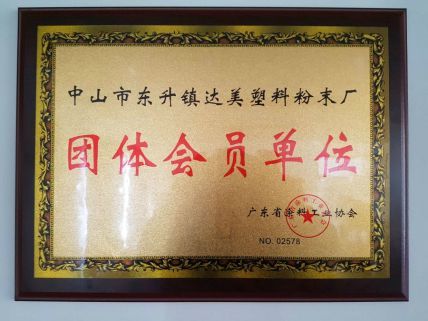 中山市东升镇达美塑料粉末厂
团体会员单位
广东省涂料工业协会
NO. 02578